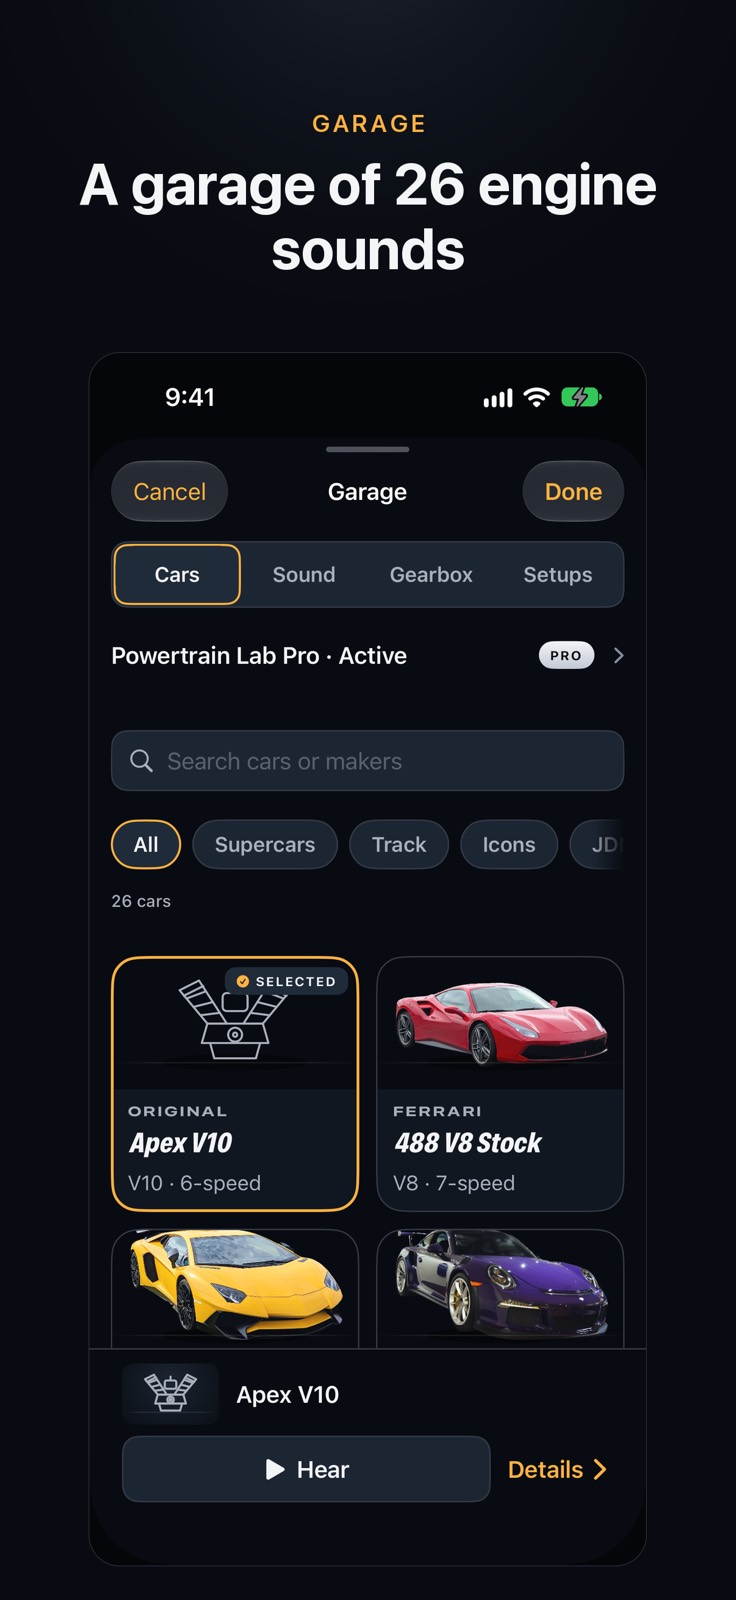 GARAGE
A garage of 26 engine
sounds
9:41
Cancel
Garage
Done
Cars
Sound
Gearbox
Setups
Powertrain Lab Pro · Active
PRO
Search cars or makers
All
Supercars
Track
Icons
26 cars
SELECTED
ORIGINAL
Apex V10
V10 · 6-speed
FERRARI
488 V8 Stock
V8 · 7-speed
Apex V10
Hear
Details